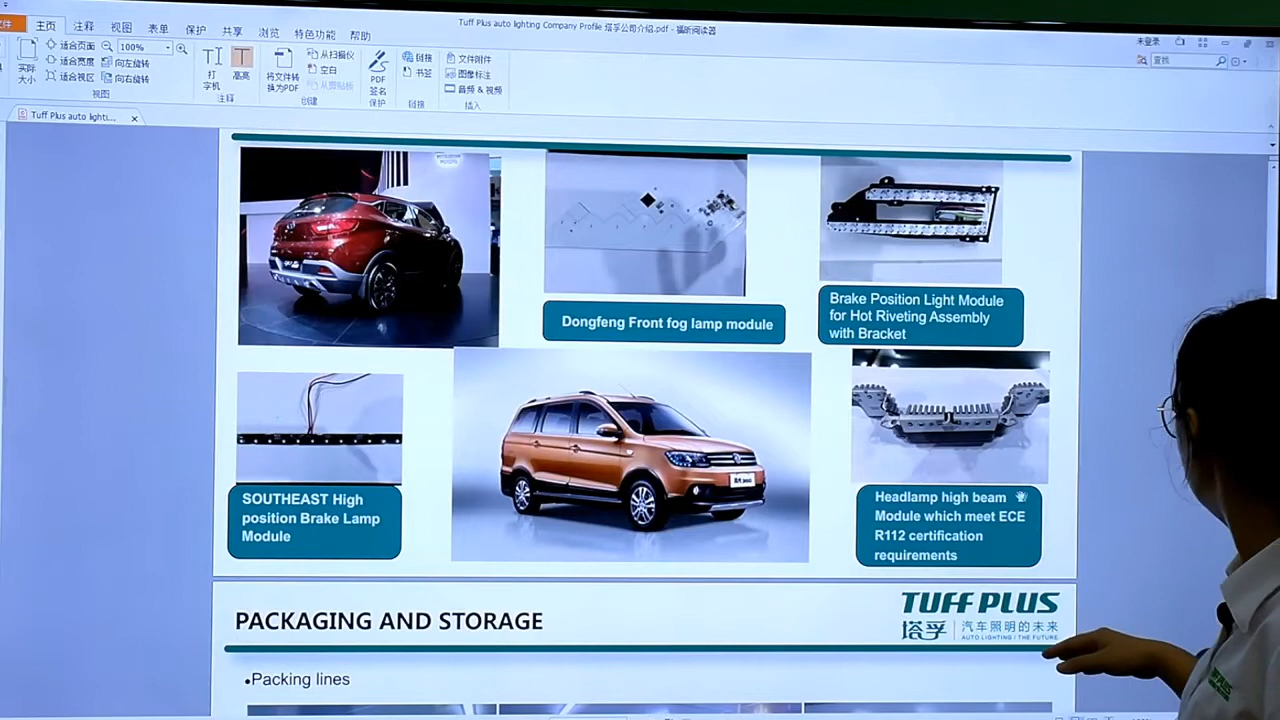 Tuff Plus auto lighting Company Profile 塔孚公司介绍.pdf - 福昕阅读器
主页 注释 视图 表单 保护 共享 浏览 特色功能 帮助
未登录
实际大小
适合页面
适合宽度
适合视区
100%
向左旋转
向右旋转
视图
打字机
高亮
注释
将文件转换为PDF
从扫描仪
空白
从剪贴板
创建
PDF签名
保护
链接
书签
链接
文件附件
图像标注
音频 & 视频
插入
查找
Tuff Plus auto lighti...
Dongfeng Front fog lamp module
Brake Position Light Module
for Hot Riveting Assembly
with Bracket
SOUTHEAST High
position Brake Lamp
Module
Headlamp high beam
Module which meet ECE
R112 certification
requirements
PACKAGING AND STORAGE
TUFF PLUS
塔孚 汽车照明的未来
AUTO LIGHTING / THE FUTURE
•Packing lines
TUFF PLUS